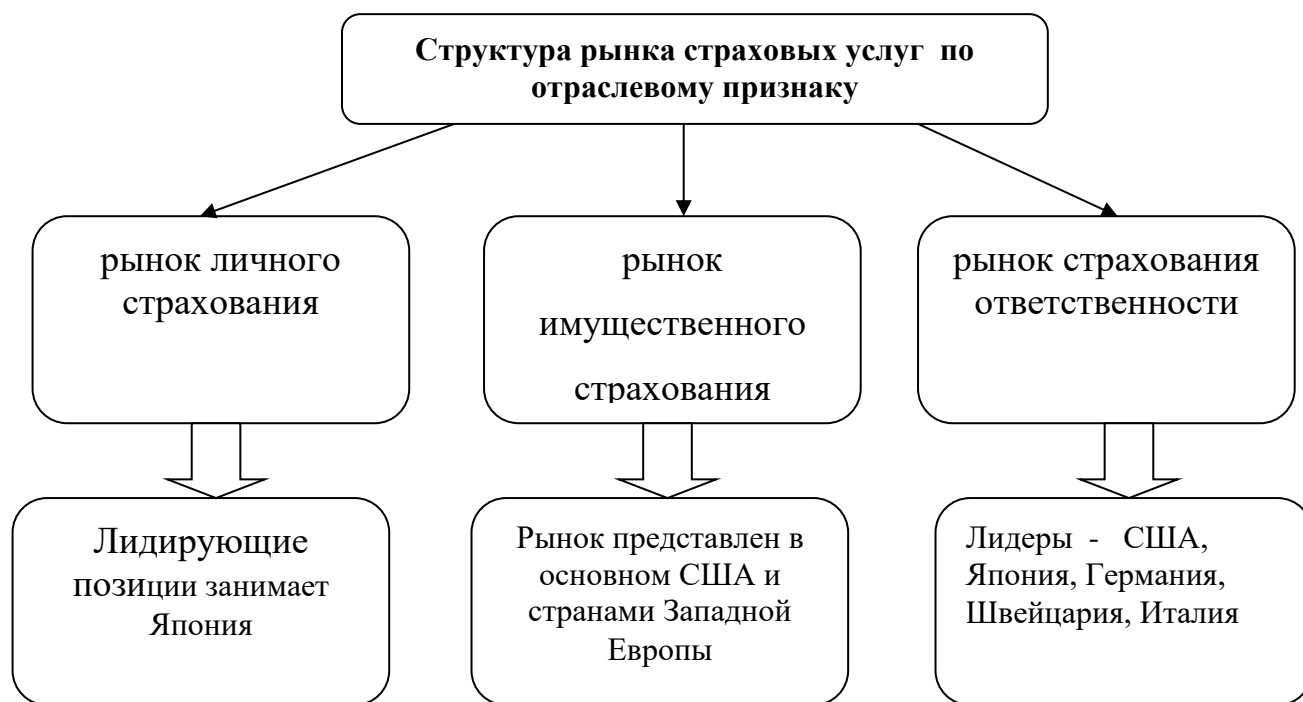 Структура рынка страховых услуг по
отраслевому признаку
рынок личного
страхования
рынок
имущественного
страхования
рынок страхования
ответственности
Лидирующие
позиции занимает
Япония
Рынок представлен в
основном США и
странами Западной
Европы
Лидеры - США,
Япония, Германия,
Швейцария, Италия